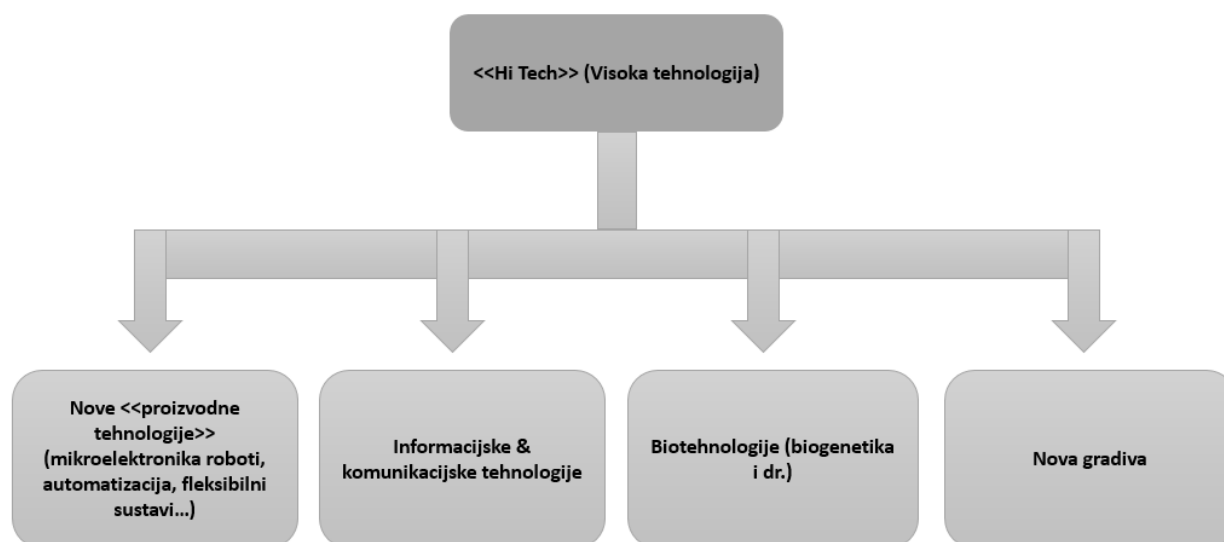 <<Hi Tech>> (Visoka tehnologija)
Nove <<proizvodne
tehnologije>>
(mikroelektronika roboti,
automatizacija, fleksibilni
sustavi...)
Informacijske &
komunikacijske tehnologije
Biotehnologije (biogenetika
i dr.)
Nova gradiva